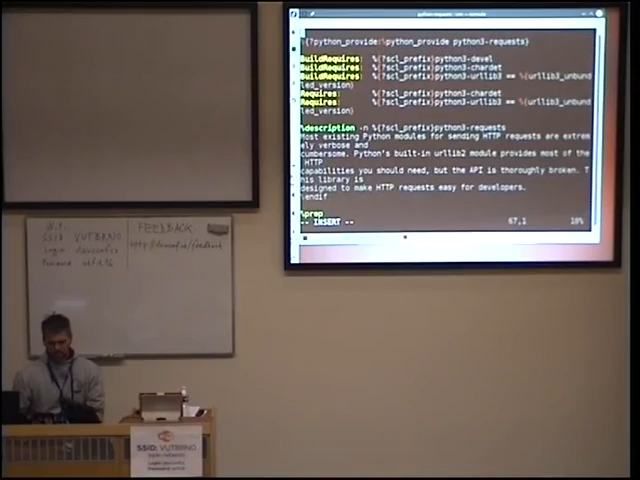 %{?python_provide:%python_provide python3-requests}
BuildRequires: %{?scl_prefix}python3-devel
BuildRequires: %{?scl_prefix}python3-chardet
BuildRequires: %{?scl_prefix}python3-urllib3 == %{urllib3_unbund
led_version}
Requires: %{?scl_prefix}python3-chardet
Requires: %{?scl_prefix}python3-urllib3 == %{urllib3_unbund
led_version}
%description -n %{?scl_prefix}python3-requests
Most existing Python modules for sending HTTP requests are extrem
ely verbose and
cumbersome. Python's built-in urllib2 module provides most of the
HTTP
capabilities you should need, but the API is thoroughly broken. T
his library is
designed to make HTTP requests easy for developers.
%endif
%prep
-- INSERT -- 67,1 18%
SSID VUTBRNO
FEEDBACK
SSID: VUTBRNO